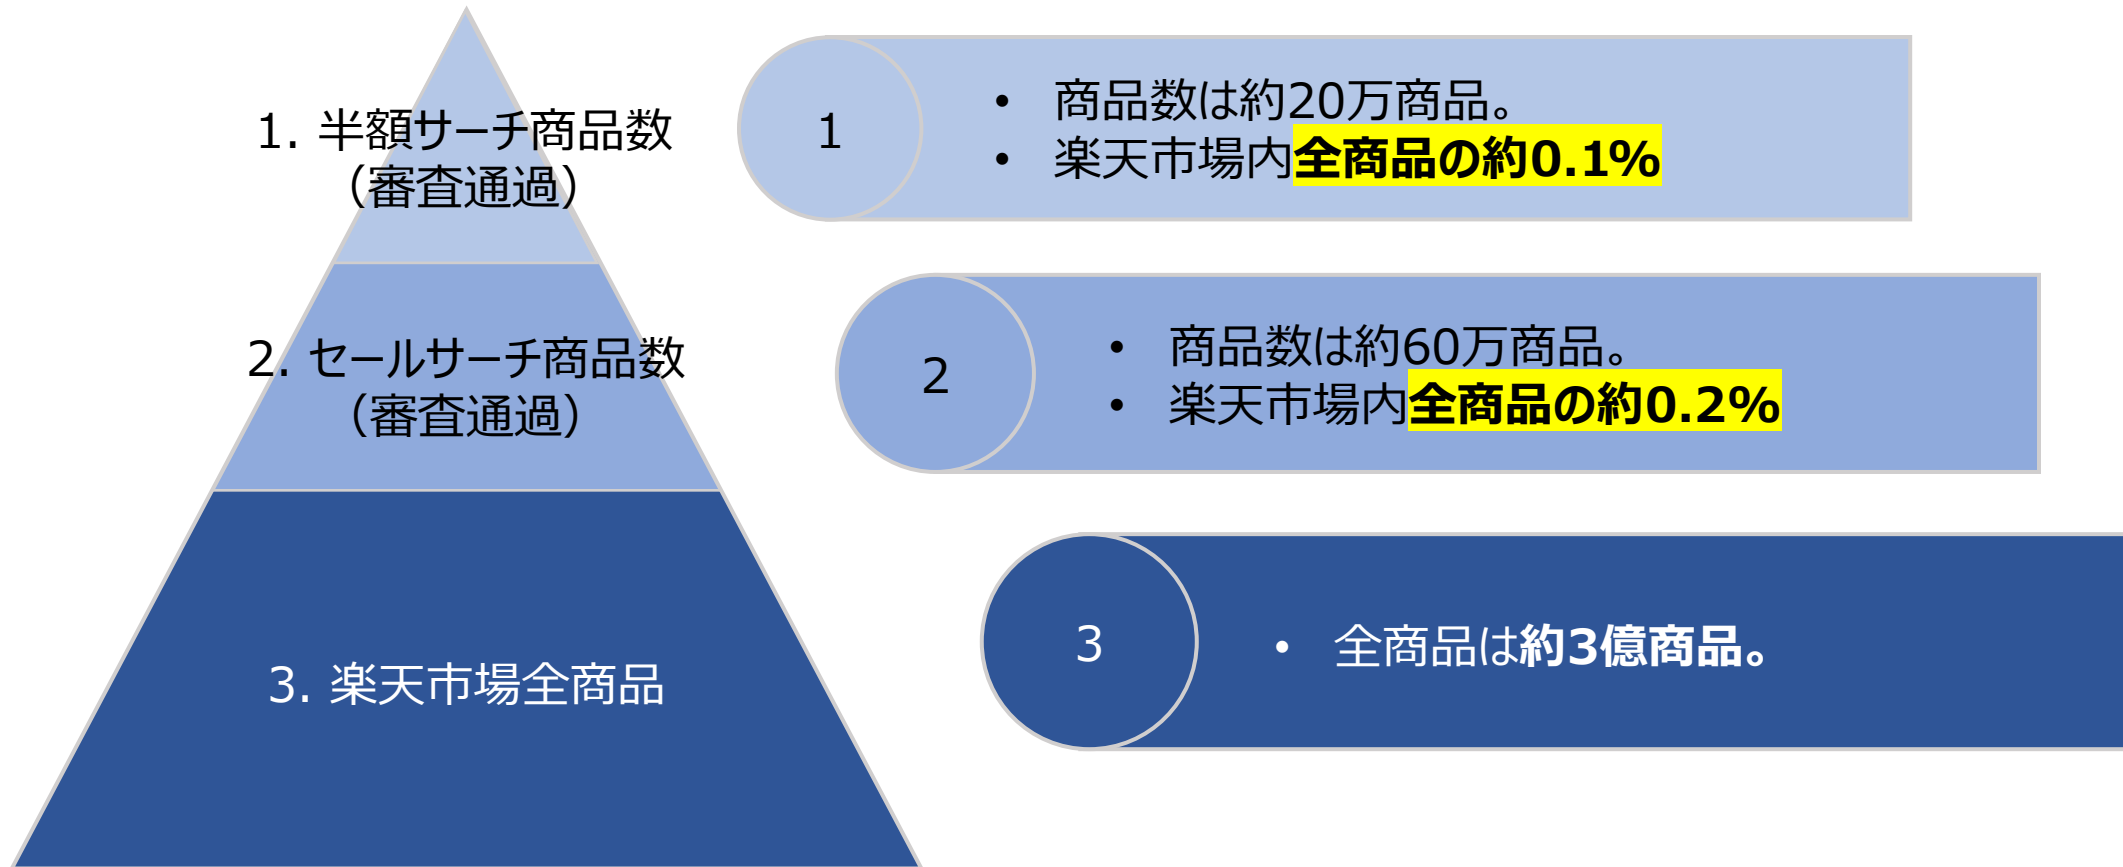 1. 半額サーチ商品数
（審査通過）
1
• 商品数は約20万商品。
• 楽天市場内全商品の約0.1%
2. セールサーチ商品数
（審査通過）
2
• 商品数は約60万商品。
• 楽天市場内全商品の約0.2%
3. 楽天市場全商品
3
• 全商品は約3億商品。